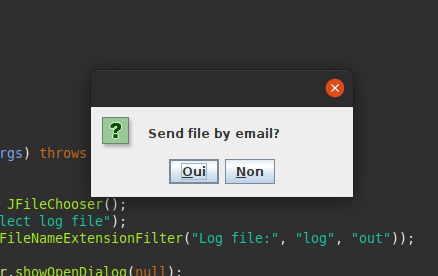 Send file by email?
Oui Non
rgs) throws
JFileChooser();
lect log file");
FileNameExtensionFilter("Log file:", "log", "out"));
r.showOpenDialog(null);